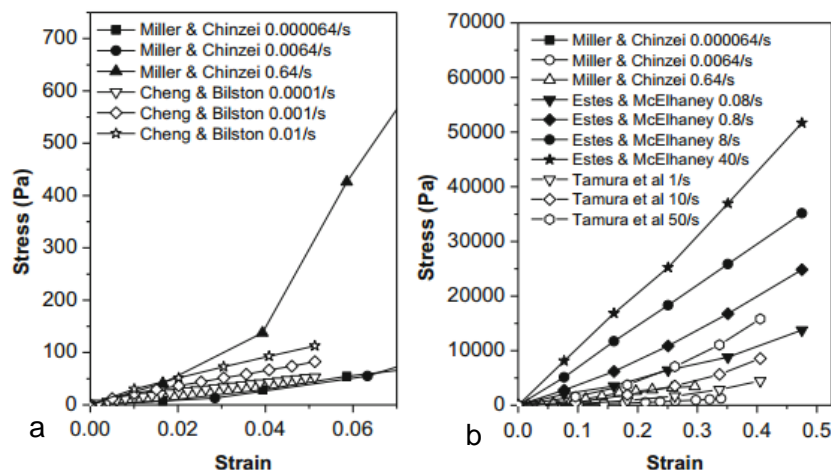 Stress (Pa)
700
600
500
400
300
200
100
0
Miller & Chinzei 0.000064/s
Miller & Chinzei 0.0064/s
Miller & Chinzei 0.64/s
Cheng & Bilston 0.0001/s
Cheng & Bilston 0.001/s
Cheng & Bilston 0.01/s
0.00
0.02
0.04
0.06
Strain
a
Stress (Pa)
70000
60000
50000
40000
30000
20000
10000
0
Miller & Chinzei 0.000064/s
Miller & Chinzei 0.0064/s
Miller & Chinzei 0.64/s
Estes & McElhaney 0.08/s
Estes & McElhaney 0.8/s
Estes & McElhaney 8/s
Estes & McElhaney 40/s
Tamura et al 1/s
Tamura et al 10/s
Tamura et al 50/s
0.0
0.1
0.2
0.3
0.4
0.5
Strain
b